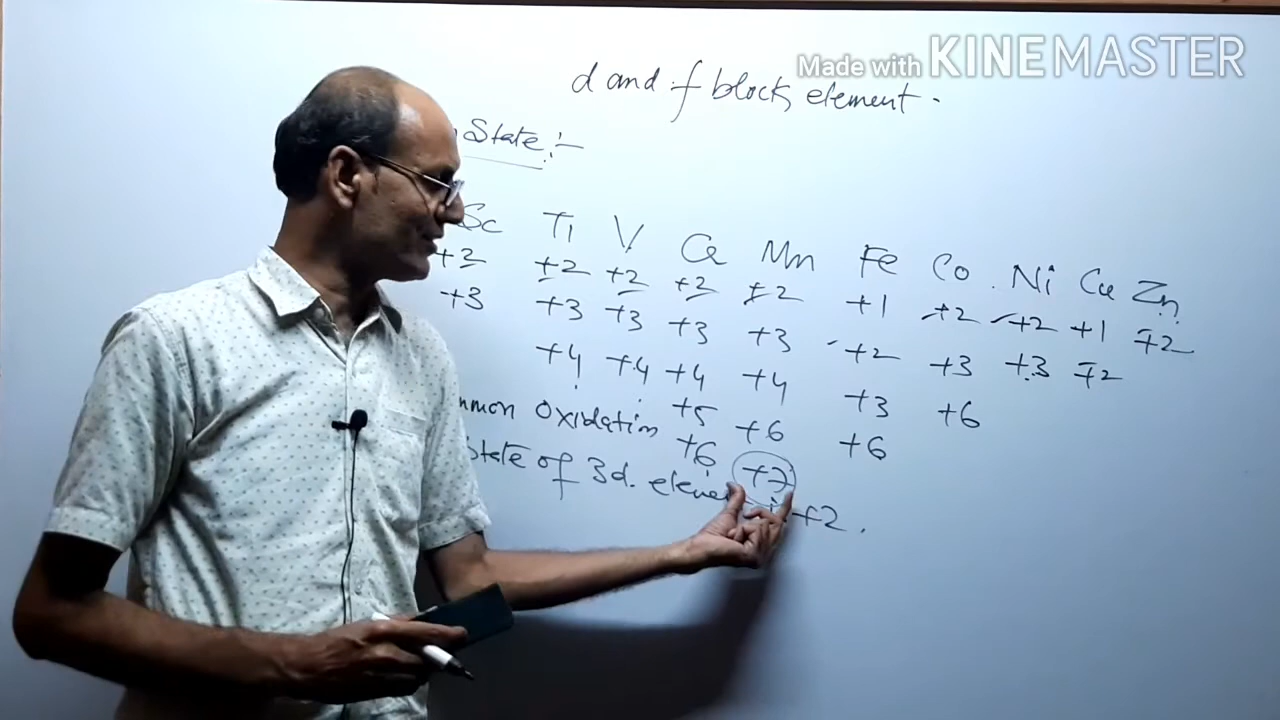 Made with KINEMASTER
d and f block element.
State:-
Sc Ti V Cr Mn Fe Co Ni Cu Zn
+2 +2 +2 +2 +2 +1 +2 +2 +1 +2
+3 +3 +3 +3 +3 +2 +3 +3 +2
+4 +4 +4 +4 +3 +6
+5 +6 +6
+6 +7
mmon Oxidation
State of 3d. elemen +2.